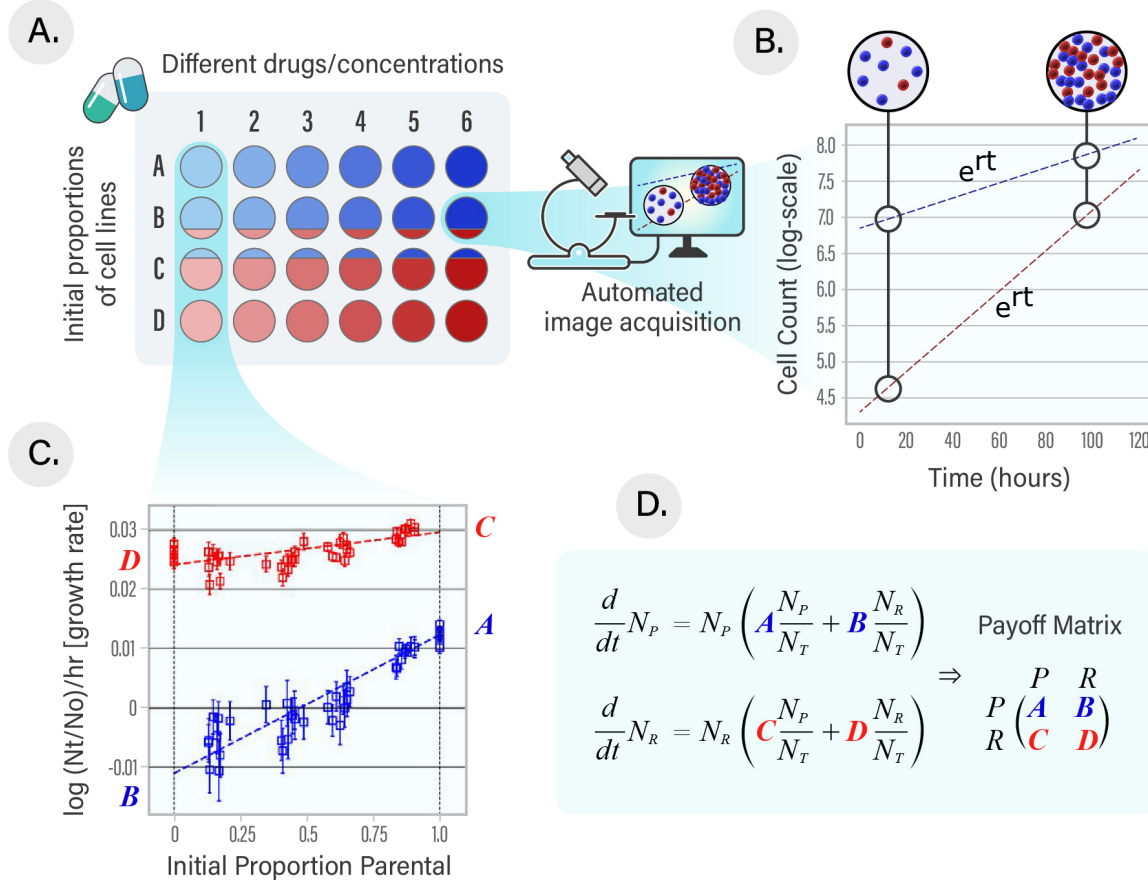 A.
Different drugs/concentrations
1 2 3 4 5 6
A
B
C
D
Initial proportions
of cell lines
Automated
image acquisition
B.
Cell Count (log-scale)
8.0
7.5
7.0
6.5
6.0
5.5
5.0
4.5
e^rt
e^rt
0 20 40 60 80 100 120
Time (hours)
C.
log (Nt/No)/hr [growth rate]
0.03
0.02
0.01
0
-0.01
D
C
A
B
0 0.25 0.5 0.75 1.0
Initial Proportion Parental
D.
d/dt N_P = N_P (A N_P/N_T + B N_R/N_T)
d/dt N_R = N_R (C N_P/N_T + D N_R/N_T)
⇒
Payoff Matrix
P R
P (A B
R C D)